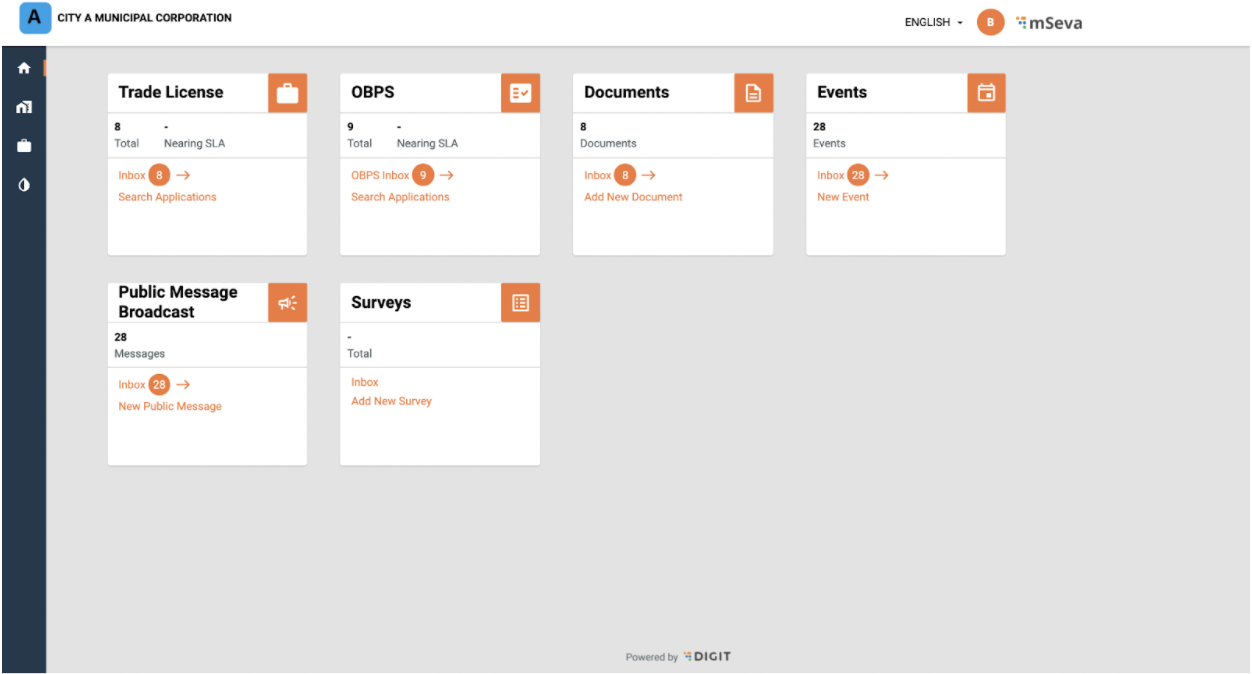 A CITY A MUNICIPAL CORPORATION
ENGLISH B mSeva
Trade License
8 -
Total Nearing SLA
Inbox 8 →
Search Applications
OBPS
9 -
Total Nearing SLA
OBPS Inbox 9 →
Search Applications
Documents
8
Documents
Inbox 8 →
Add New Document
Events
28
Events
Inbox 28 →
New Event
Public Message
Broadcast
28
Messages
Inbox 28 →
New Public Message
Surveys
-
Total
Inbox
Add New Survey
Powered by DIGIT